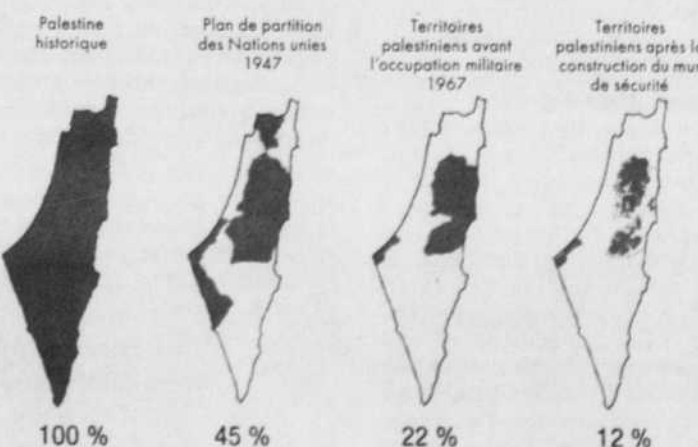 Palestine
historique
Plan de partition
des Nations unies
1947
Territoires
palestiniens avant
l'occupation militaire
1967
Territoires
palestiniens après le
construction du mur
de sécurité
100 %
45 %
22 %
12 %